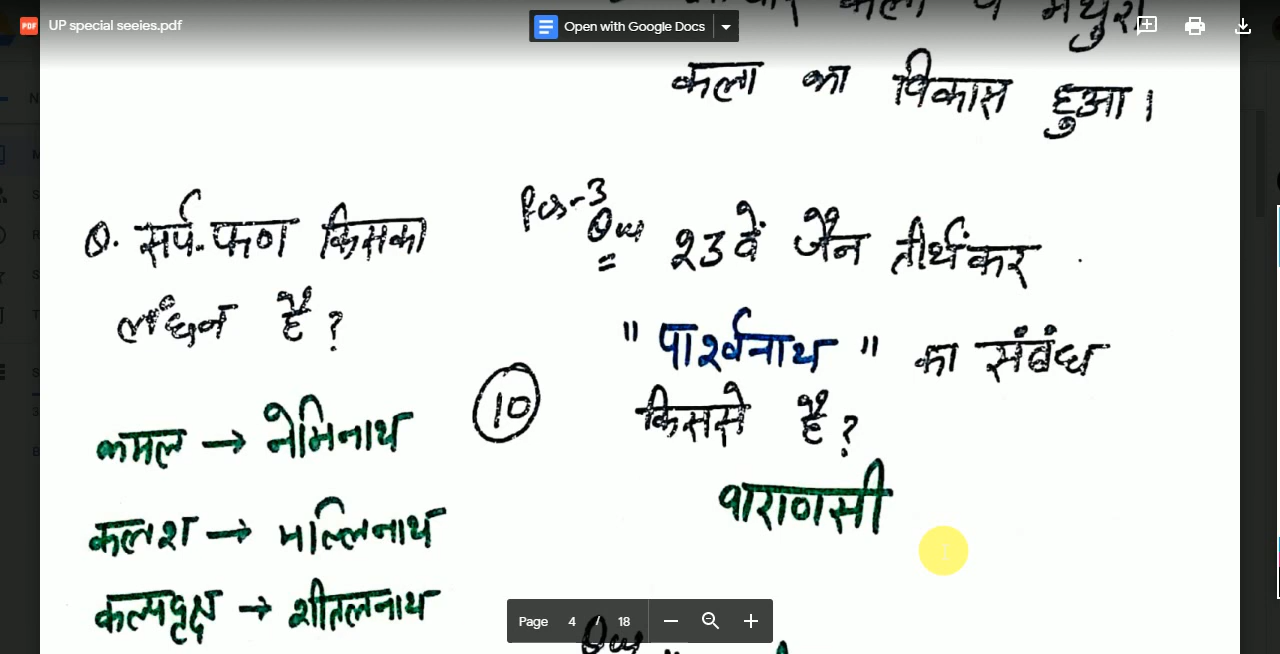 UP special seeies.pdf
Open with Google Docs
कला का विकास हुआ।
Q. सर्प-फण किसका
लंछन है?
कमल → नेमिनाथ
कलश → मल्लिनाथ
कल्पवृक्ष → शीतलनाथ
Pcs-3
Que 23वें जैन तीर्थंकर
"पार्श्वनाथ" का संबंध
10 किससे है?
वाराणसी
Page 4 / 18
Que